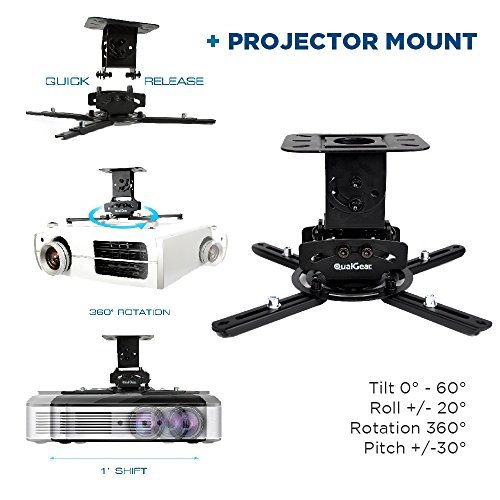 + PROJECTOR MOUNT
QUICK RELEASE
QualGear
360° ROTATION
1" SHIFT
Tilt 0° - 60°
Roll +/- 20°
Rotation 360°
Pitch +/-30°